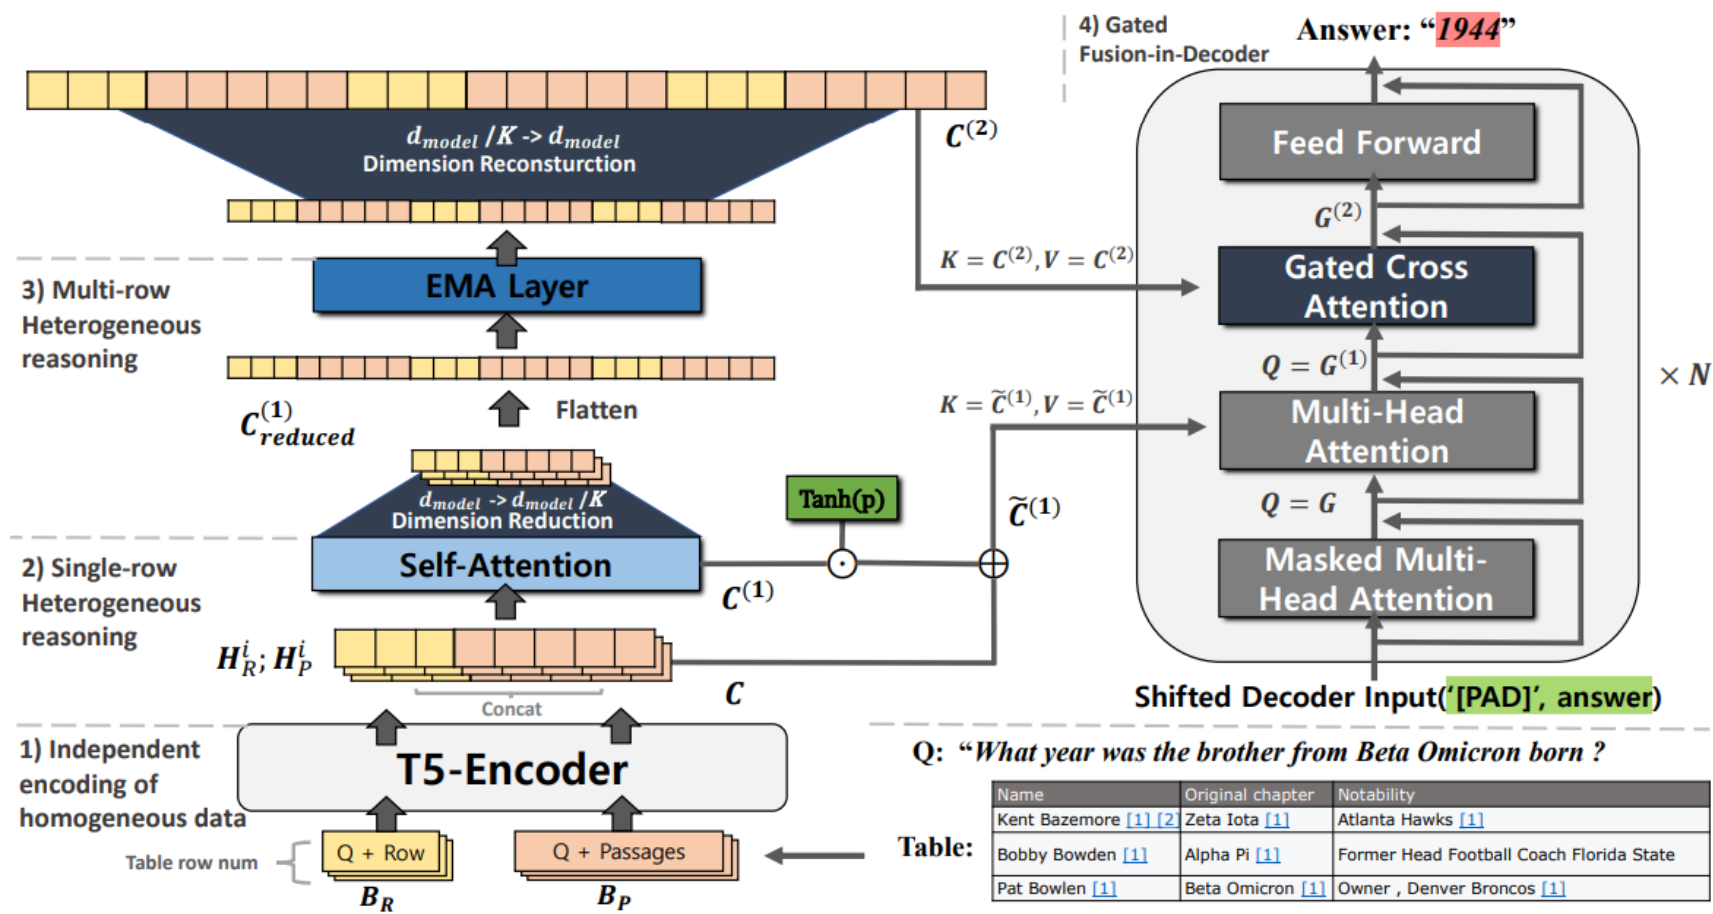 4) Gated
Fusion-in-Decoder
Answer: “1944”
C^(2)
d_model /K -> d_model
Dimension Reconsturction
Feed Forward
G^(2)
K = C^(2), V = C^(2)
Gated Cross
Attention
3) Multi-row
Heterogeneous
reasoning
EMA Layer
Q = G^(1)
× N
C_reduced^(1)
Flatten
K = C̃^(1), V = C̃^(1)
Multi-Head
Attention
d_model -> d_model /K
Dimension Reduction
Tanh(p)
C̃^(1)
Q = G
2) Single-row
Heterogeneous
reasoning
Self-Attention
C^(1)
Masked Multi-
Head Attention
H_R^i; H_P^i
C
Concat
Shifted Decoder Input(‘[PAD]’, answer)
1) Independent
encoding of
homogeneous data
T5-Encoder
Table row num
Q + Row
Q + Passages
B_R
B_P
Q: “What year was the brother from Beta Omicron born ?
Table:
Name Original chapter Notability
Kent Bazemore [1] [2] Zeta Iota [1] Atlanta Hawks [1]
Bobby Bowden [1] Alpha Pi [1] Former Head Football Coach Florida State
Pat Bowlen [1] Beta Omicron [1] Owner , Denver Broncos [1]